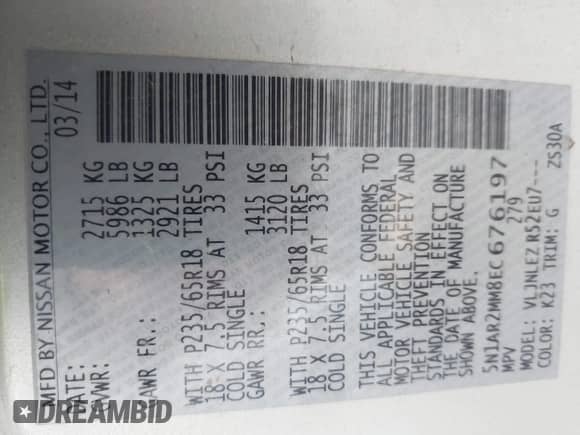 MFD BY NISSAN MOTOR CO., LTD.
DATE: 03/14
GVWR: 2715 KG
5986 LB
GAWR FR.: 1325 KG
2921 LB
WITH P235/65R18 TIRES
18 X 7.5 RIMS AT 33 PSI
COLD SINGLE
GAWR RR.: 1415 KG
3120 LB
WITH P235/65R18 TIRES
18 X 7.5 RIMS AT 33 PSI
COLD SINGLE
THIS VEHICLE CONFORMS TO
ALL APPLICABLE FEDERAL
MOTOR VEHICLE SAFETY AND
THEFT PREVENTION
STANDARDS IN EFFECT ON
THE DATE OF MANUFACTURE
SHOWN ABOVE.
5N1AR2MM8EC676197
MPV 279
MODEL: VLJNLEZ R52EU7---
COLOR: K23 TRIM: G ZS30A
DREAMBID